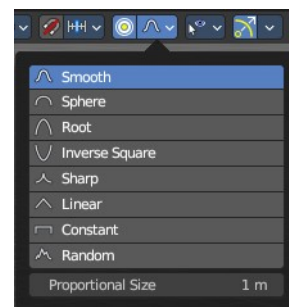 Smooth
Sphere
Root
Inverse Square
Sharp
Linear
Constant
Random
Proportional Size 1 m